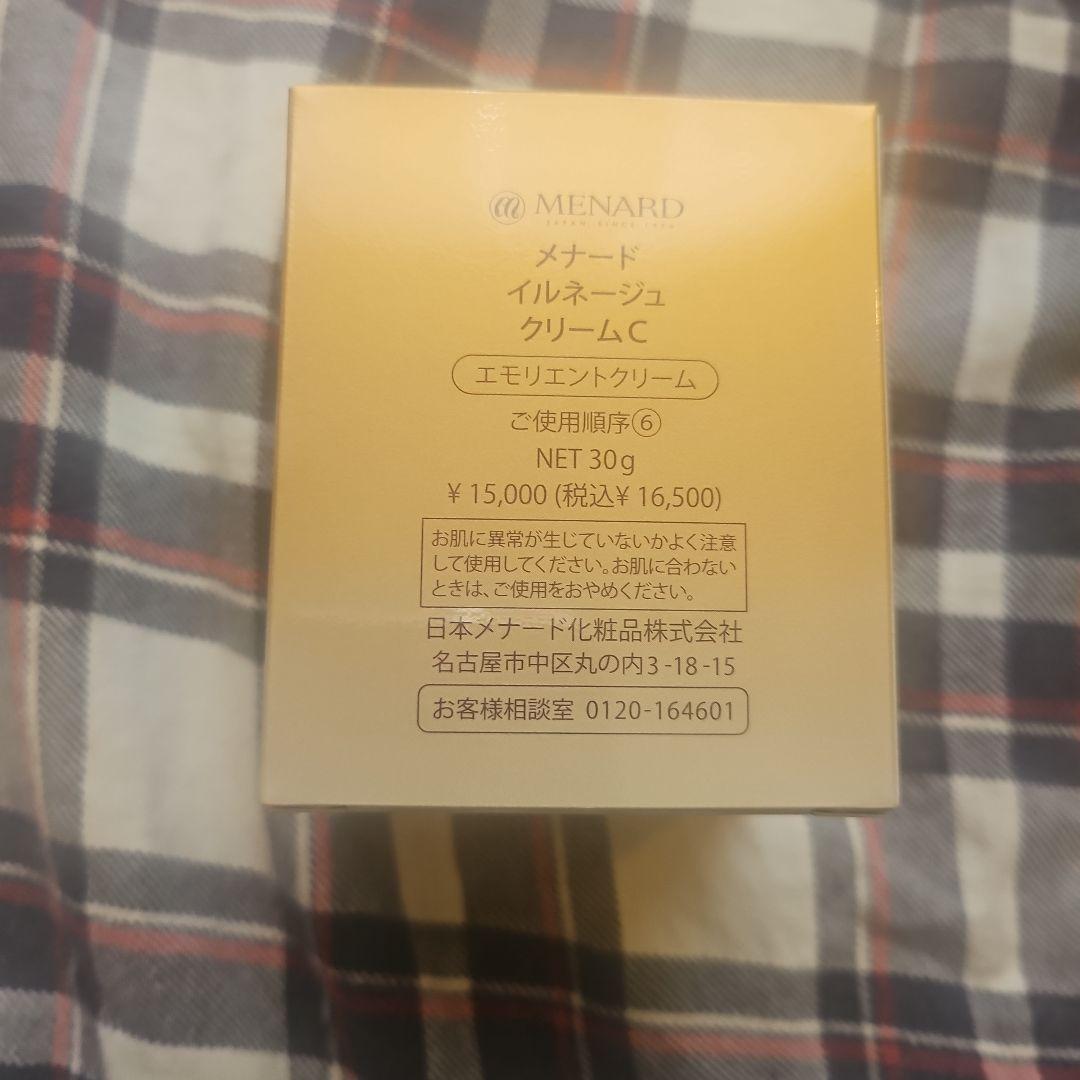 MENARD
JAPAN SINCE 1959
メナード
イルネージュ
クリームC
エモリエントクリーム
ご使用順序⑥
NET 30g
¥ 15,000 (税込¥ 16,500)
お肌に異常が生じていないかよく注意
して使用してください。お肌に合わない
ときは、ご使用をおやめください。
日本メナード化粧品株式会社
名古屋市中区丸の内3-18-15
お客様相談室 0120-164601